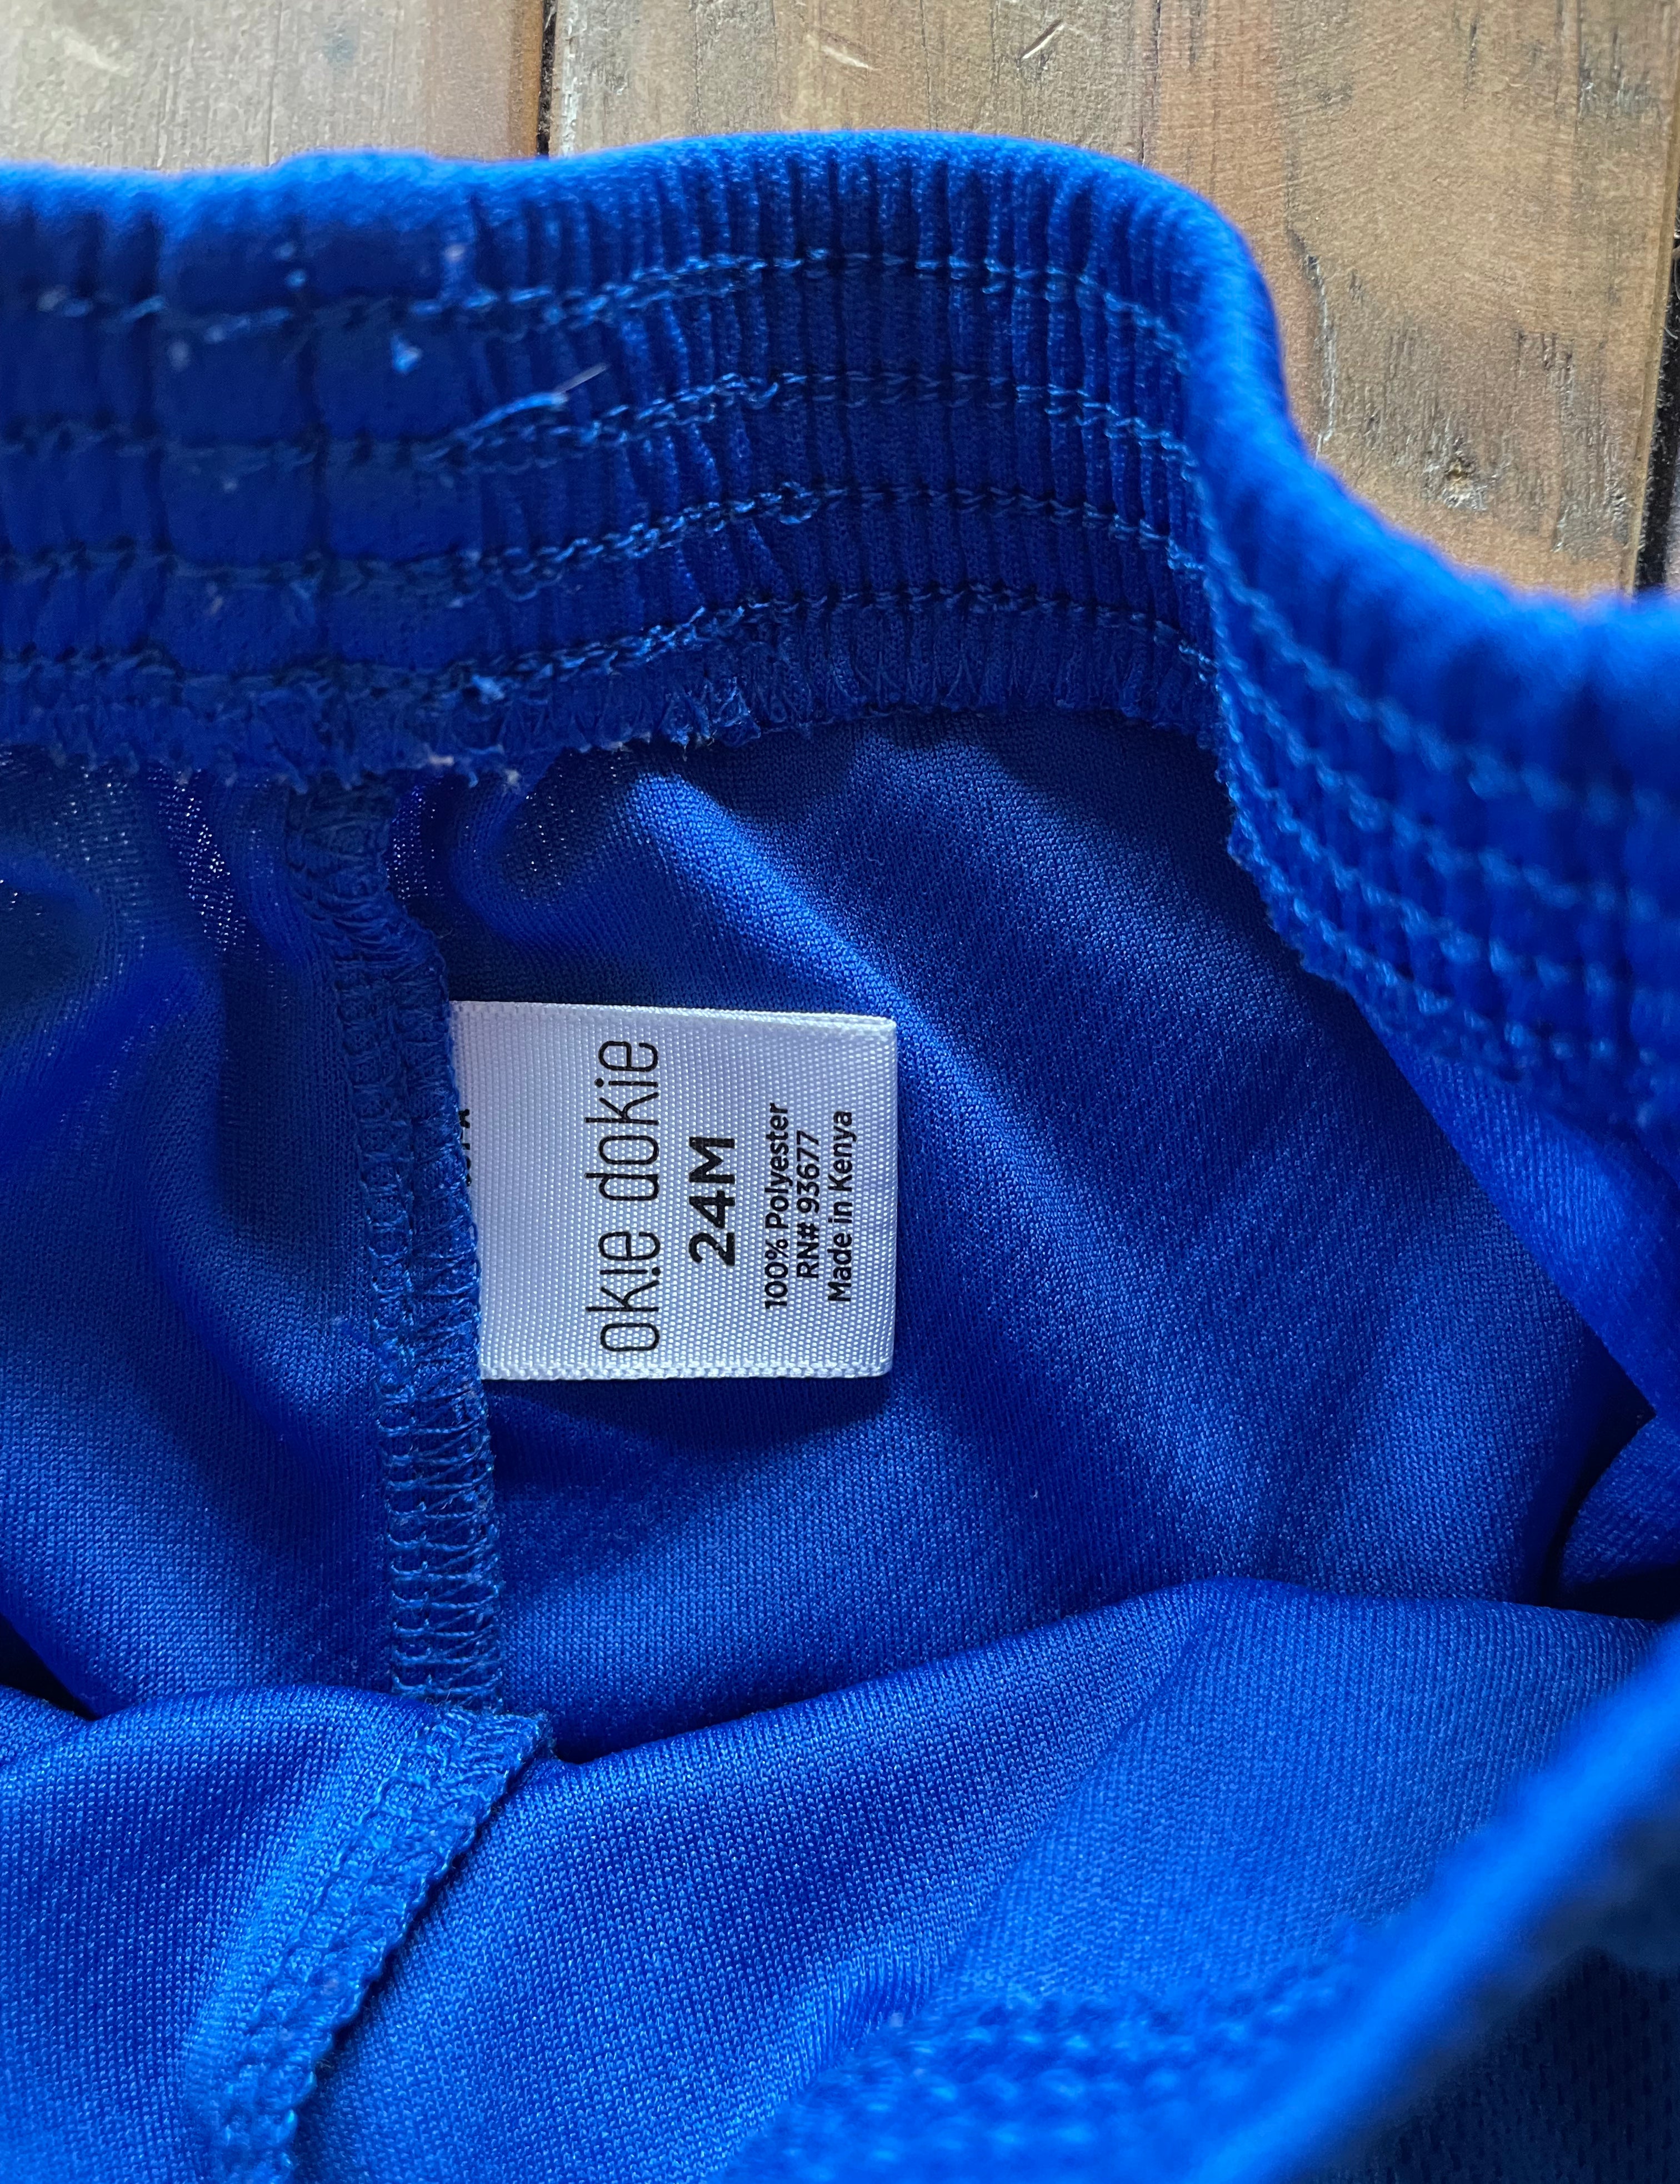 okie dokie
24M
100% Polyester
RN# 93677
Made in Kenya